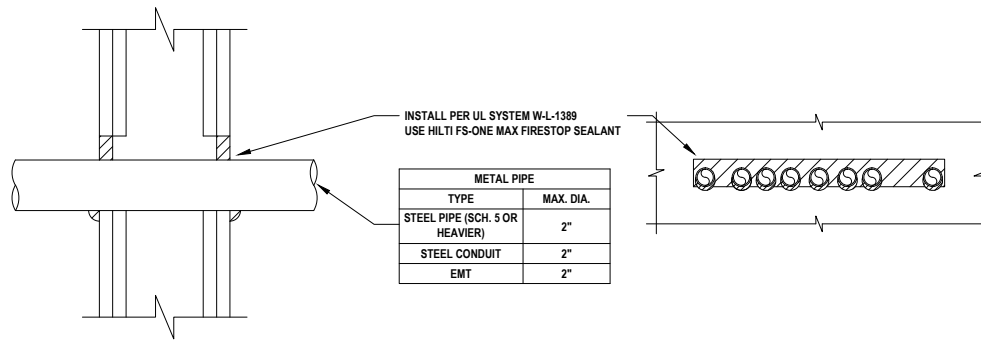 INSTALL PER UL SYSTEM W-L-1389
USE HILTI FS-ONE MAX FIRESTOP SEALANT
METAL PIPE
TYPE MAX. DIA.
STEEL PIPE (SCH. 5 OR
HEAVIER) 2"
STEEL CONDUIT 2"
EMT 2"